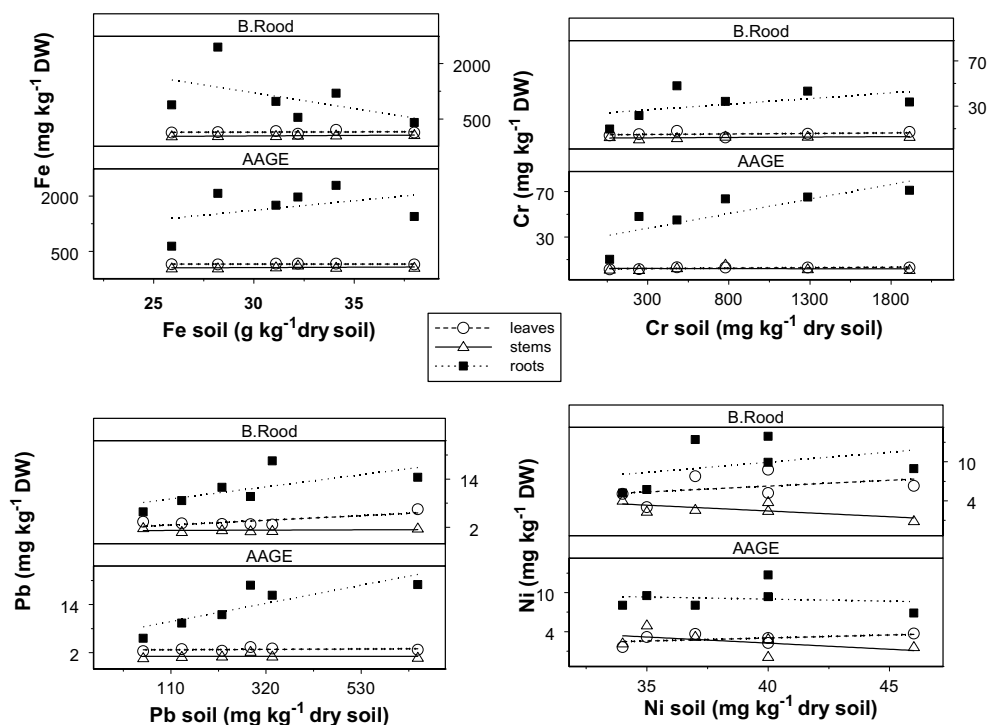 B.Rood
2000
500
AAGE
2000
500
Fe (mg kg⁻¹ DW)
25 31 35
Fe soil (g kg⁻¹dry soil)
B.Rood
70
30
AAGE
70
30
Cr (mg kg⁻¹ DW)
300 800 1300 1800
Cr soil (mg kg⁻¹ dry soil)
leaves
stems
roots
B.Rood
14
2
AAGE
14
2
Pb (mg kg⁻¹ DW)
110 320 530
Pb soil (mg kg⁻¹ dry soil)
B.Rood
10
4
AAGE
10
4
Ni (mg kg⁻¹ DW)
35 40 45
Ni soil (mg kg⁻¹ dry soil)